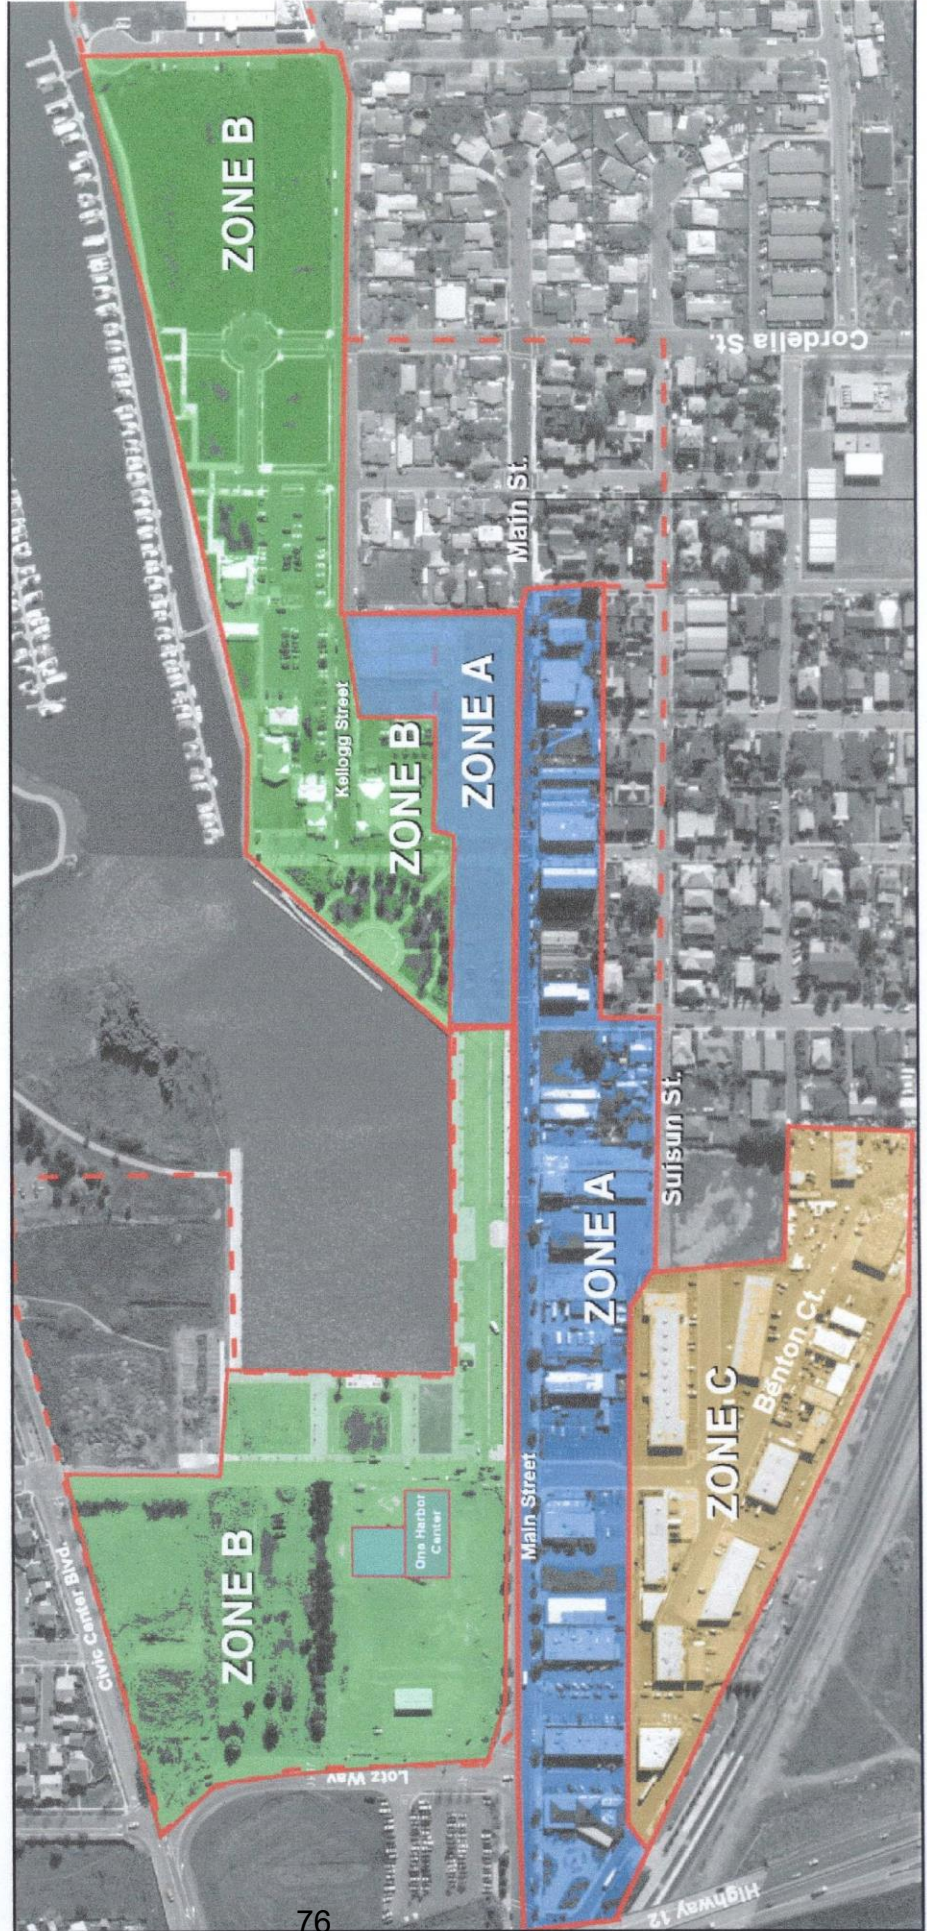 ZONE B
Cordelia St.
Main St.
Kellogg Street
ZONE A
ZONE B
Suisun St.
ZONE A
Benton Ct.
ZONE C
Main Street
One Harbor
Center
ZONE B
Civic Center Blvd.
Lotz Way
Highway 12
76